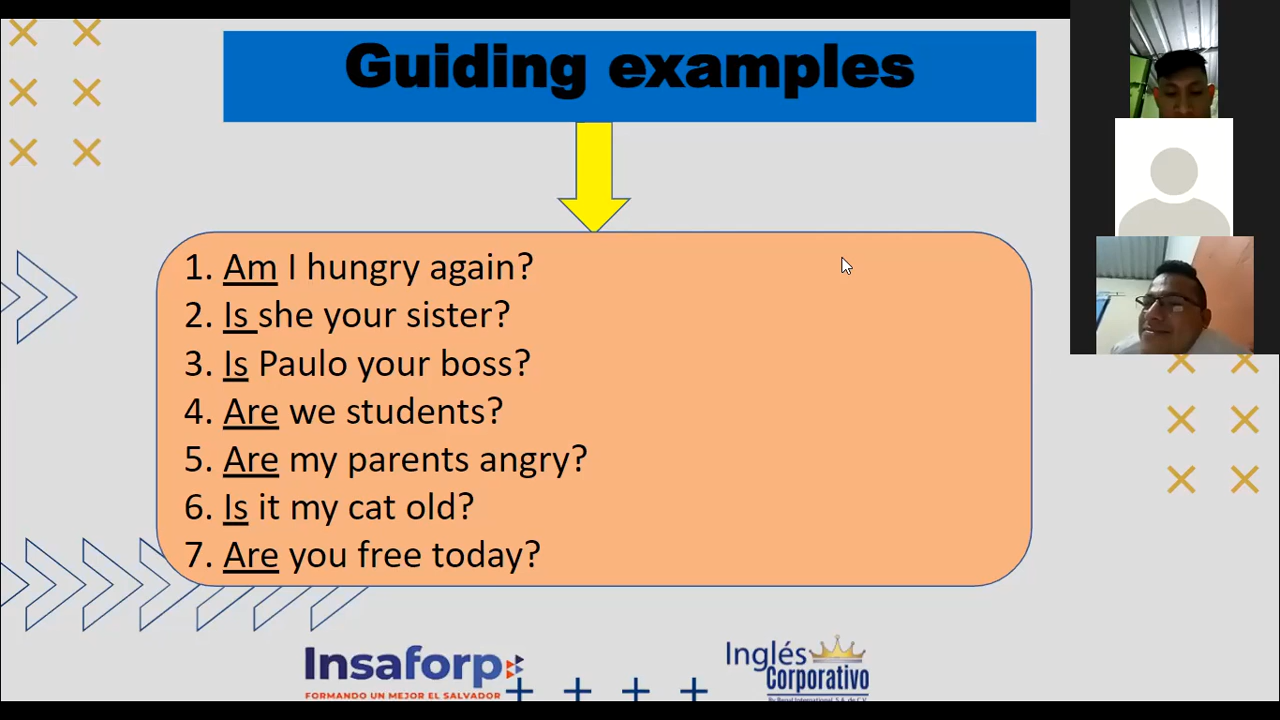 Guiding examples
1. Am I hungry again?
2. Is she your sister?
3. Is Paulo your boss?
4. Are we students?
5. Are my parents angry?
6. Is it my cat old?
7. Are you free today?
Insaforp
FORMANDO UN MEJOR EL SALVADOR
Inglés
Corporativo